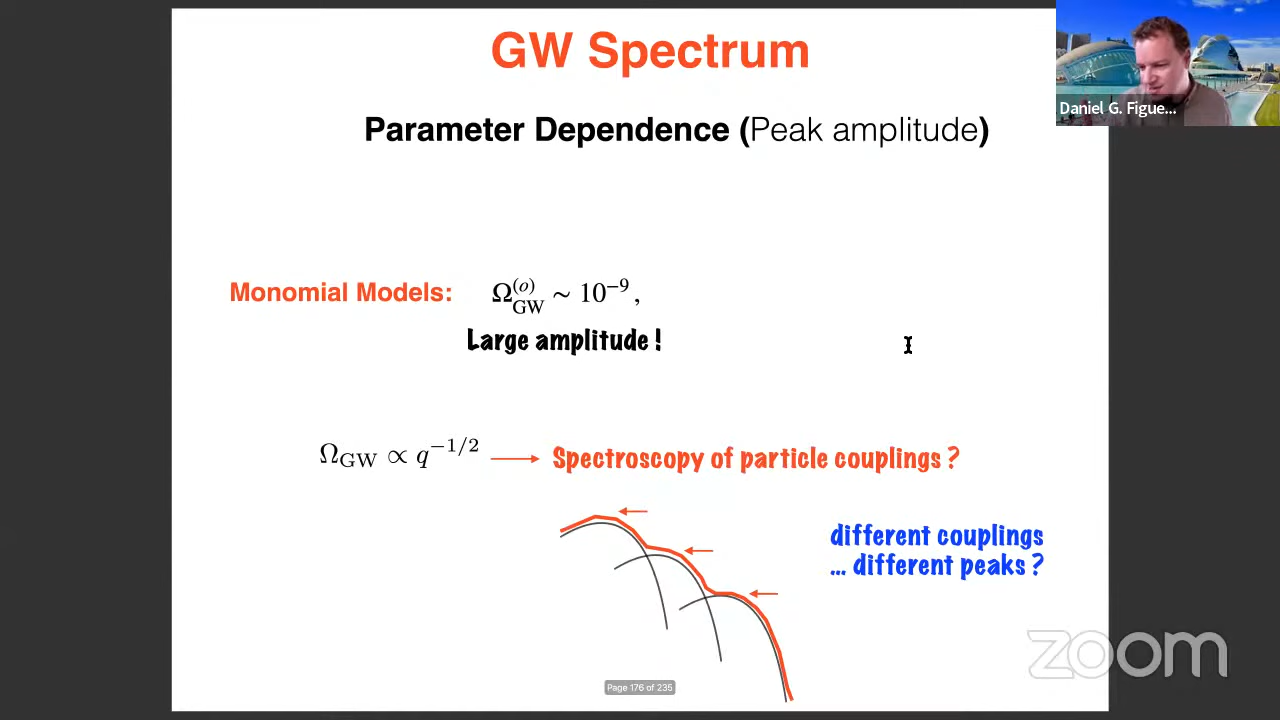 GW Spectrum
Daniel G. Figue...
Parameter Dependence (Peak amplitude)
Monomial Models: Ω_GW^(o) ∼ 10^−9 ,
Large amplitude !
Ω_GW ∝ q^−1/2 → Spectroscopy of particle couplings ?
different couplings
... different peaks ?
zoom
Page 176 of 235